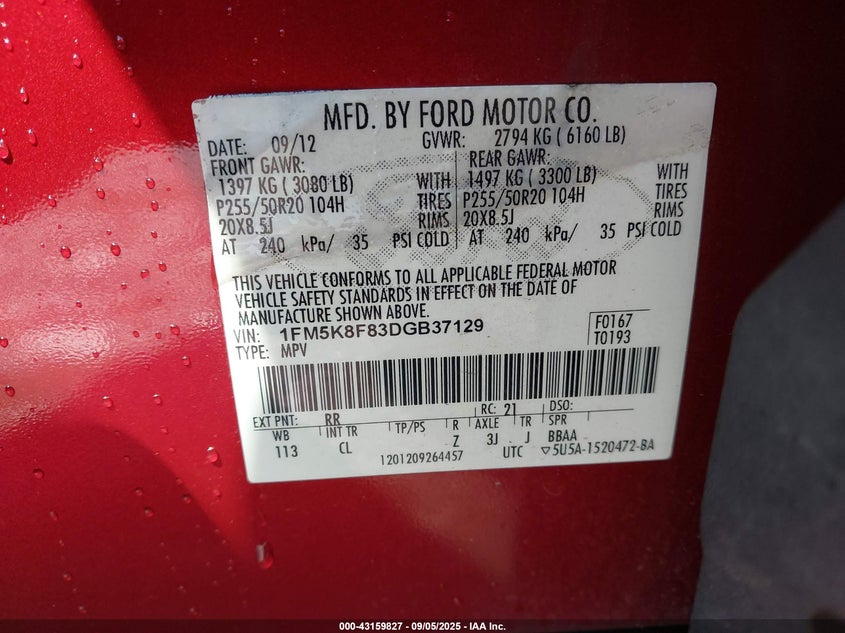 MFD. BY FORD MOTOR CO.
DATE: 09/12 GVWR: 2794 KG ( 6160 LB)
FRONT GAWR: REAR GAWR:
1397 KG ( 3080 LB) WITH 1497 KG ( 3300 LB) WITH
P255/50R20 104H TIRES P255/50R20 104H TIRES
20X8.5J RIMS 20X8.5J RIMS
AT 240 kPa/ 35 PSI COLD AT 240 kPa/ 35 PSI COLD
THIS VEHICLE CONFORMS TO ALL APPLICABLE FEDERAL MOTOR
VEHICLE SAFETY STANDARDS IN EFFECT ON THE DATE OF
MANUFACTURE SHOWN ABOVE.
VIN: 1FM5K8F83DGB37129 F0167
TYPE: MPV T0193
EXT PNT: RR RC: 21 DSO:
WB INT TR TP/PS R AXLE TR SPR
113 CL Z 3J J BBAA
1201209264457 UTC ▽5U5A-1520472-BA
000-43159827 - 09/05/2025 - IAA Inc.